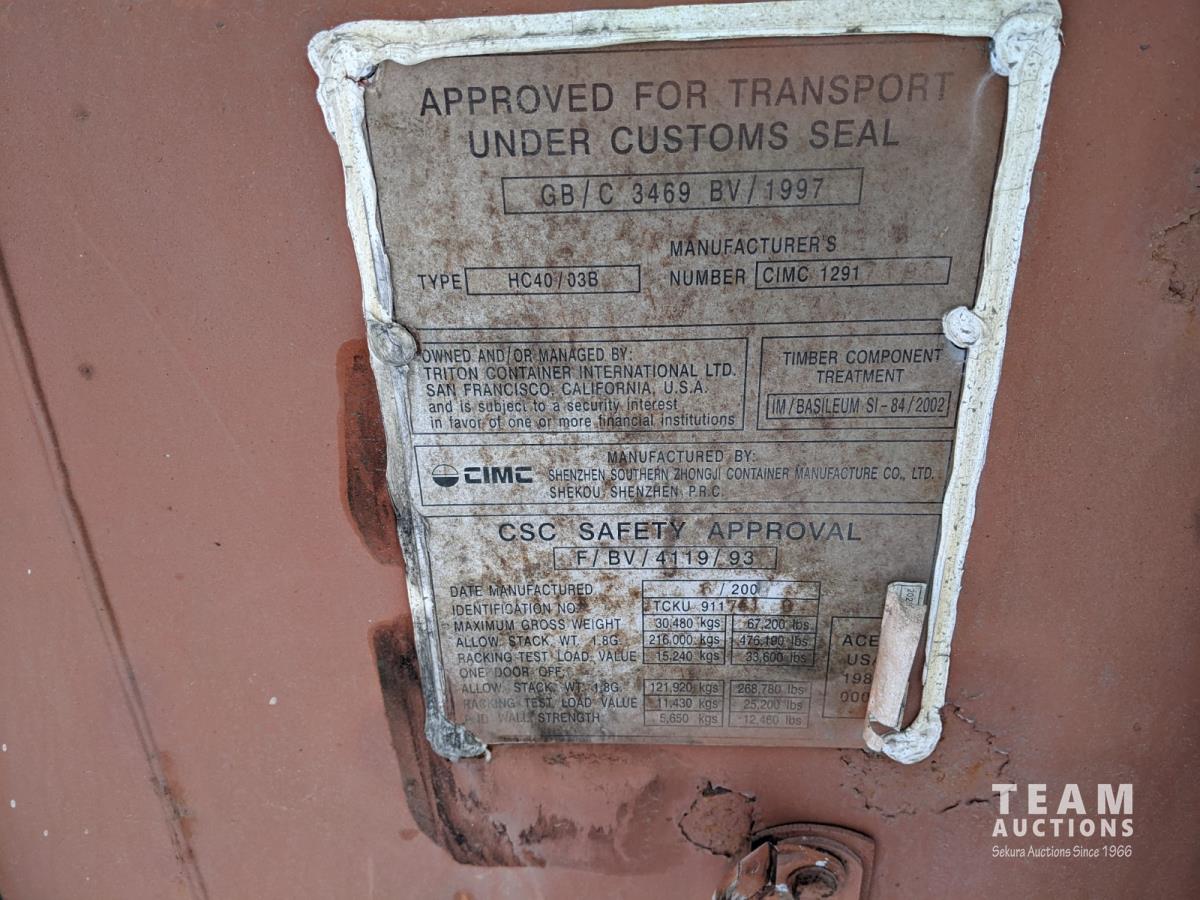 APPROVED FOR TRANSPORT
UNDER CUSTOMS SEAL
GB/C 3469 BV/1997
TYPE HC40/03B
MANUFACTURER'S
NUMBER CIMC 1291
OWNED AND/OR MANAGED BY:
TRITON CONTAINER INTERNATIONAL LTD.
SAN FRANCISCO, CALIFORNIA, U.S.A.
and is subject to a security interest
in favor of one or more financial institutions
TIMBER COMPONENT
TREATMENT
IM/BASILEUM SI-84/2002
CIMC
MANUFACTURED BY:
SHENZHEN SOUTHERN ZHONGJI CONTAINER MANUFACTURE CO., LTD.
SHEKOU SHENZHEN P.R.C.
CSC SAFETY APPROVAL
F/BV/4119/93
DATE MANUFACTURED / 200
IDENTIFICATION NO. TCKU
MAXIMUM GROSS WEIGHT 30,480 kgs 67,200 lbs
ALLOW. STACK. WT. 1.8G. 216,000 kgs 476,190 lbs
RACKING TEST LOAD VALUE 15,240 kgs 33,600 lbs
ONE DOOR OFF:
ALLOW. STACK. WT. 1.8G. 121,920 kgs 268,780 lbs
RACKING TEST LOAD VALUE 11,430 kgs 25,200 lbs
WALL STRENGTH 5,650 kgs 12,460 lbs
TEAM
AUCTIONS
Sekura Auctions Since 1966